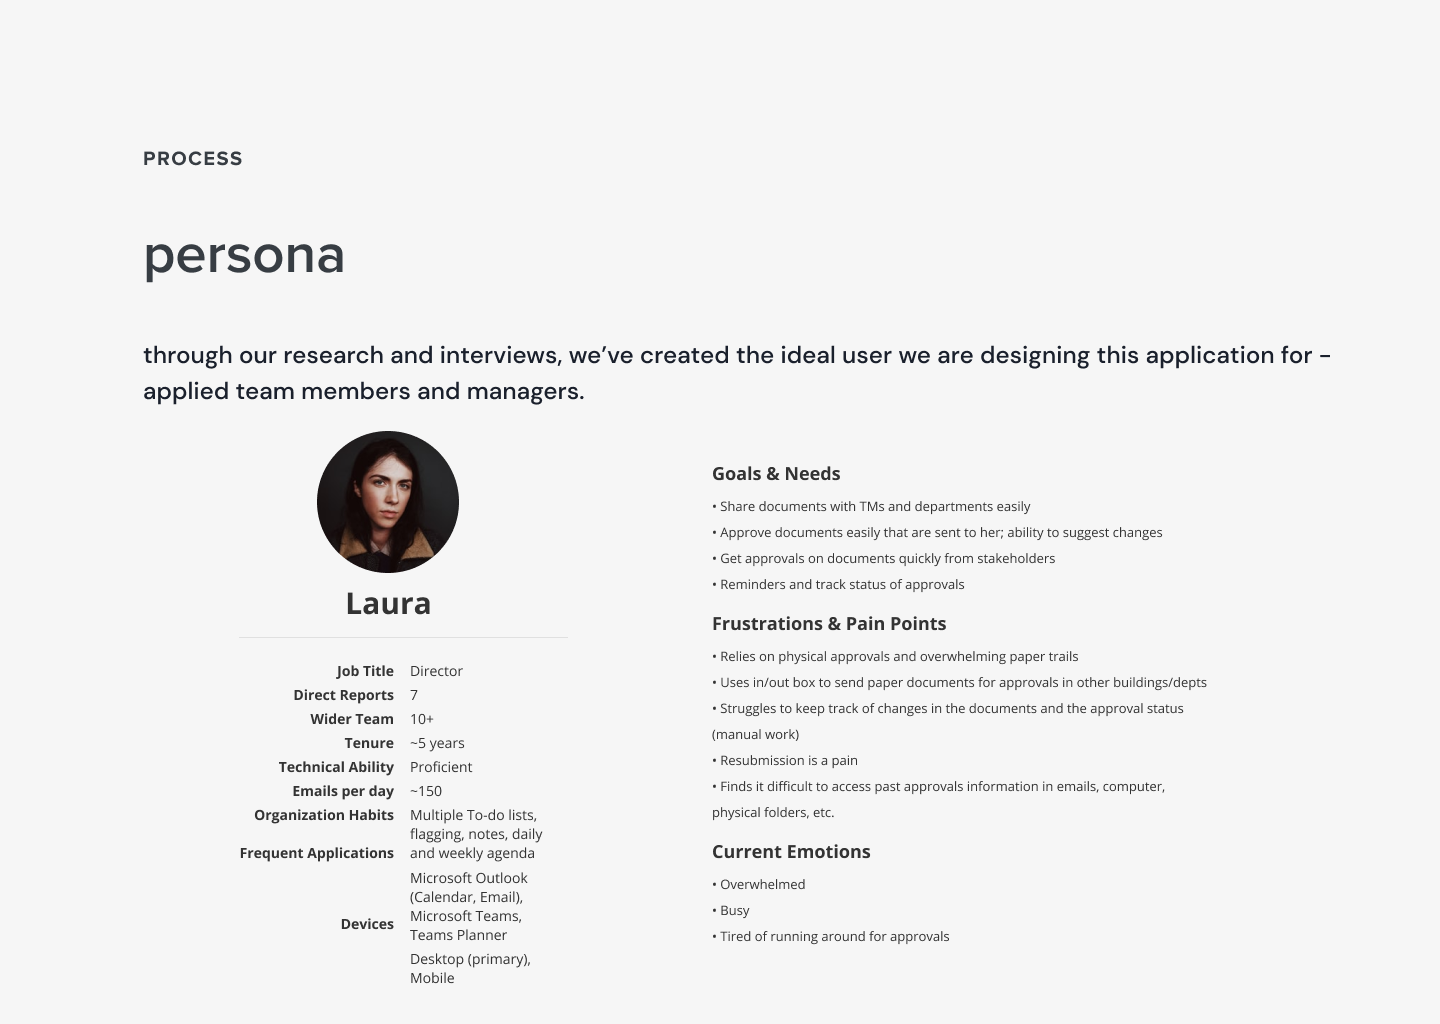 PROCESS
persona
through our research and interviews, we’ve created the ideal user we are designing this application for –
applied team members and managers.
Laura
Job Title Director
Direct Reports 7
Wider Team 10+
Tenure ~5 years
Technical Ability Proficient
Emails per day ~150
Organization Habits Multiple To-do lists,
flagging, notes, daily
Frequent Applications and weekly agenda
Microsoft Outlook
(Calendar, Email),
Microsoft Teams,
Devices
Teams Planner
Desktop (primary),
Mobile
Goals & Needs
• Share documents with TMs and departments easily
• Approve documents easily that are sent to her; ability to suggest changes
• Get approvals on documents quickly from stakeholders
• Reminders and track status of approvals
Frustrations & Pain Points
• Relies on physical approvals and overwhelming paper trails
• Uses in/out box to send paper documents for approvals in other buildings/depts
• Struggles to keep track of changes in the documents and the approval status
(manual work)
• Resubmission is a pain
• Finds it difficult to access past approvals information in emails, computer,
physical folders, etc.
Current Emotions
• Overwhelmed
• Busy
• Tired of running around for approvals